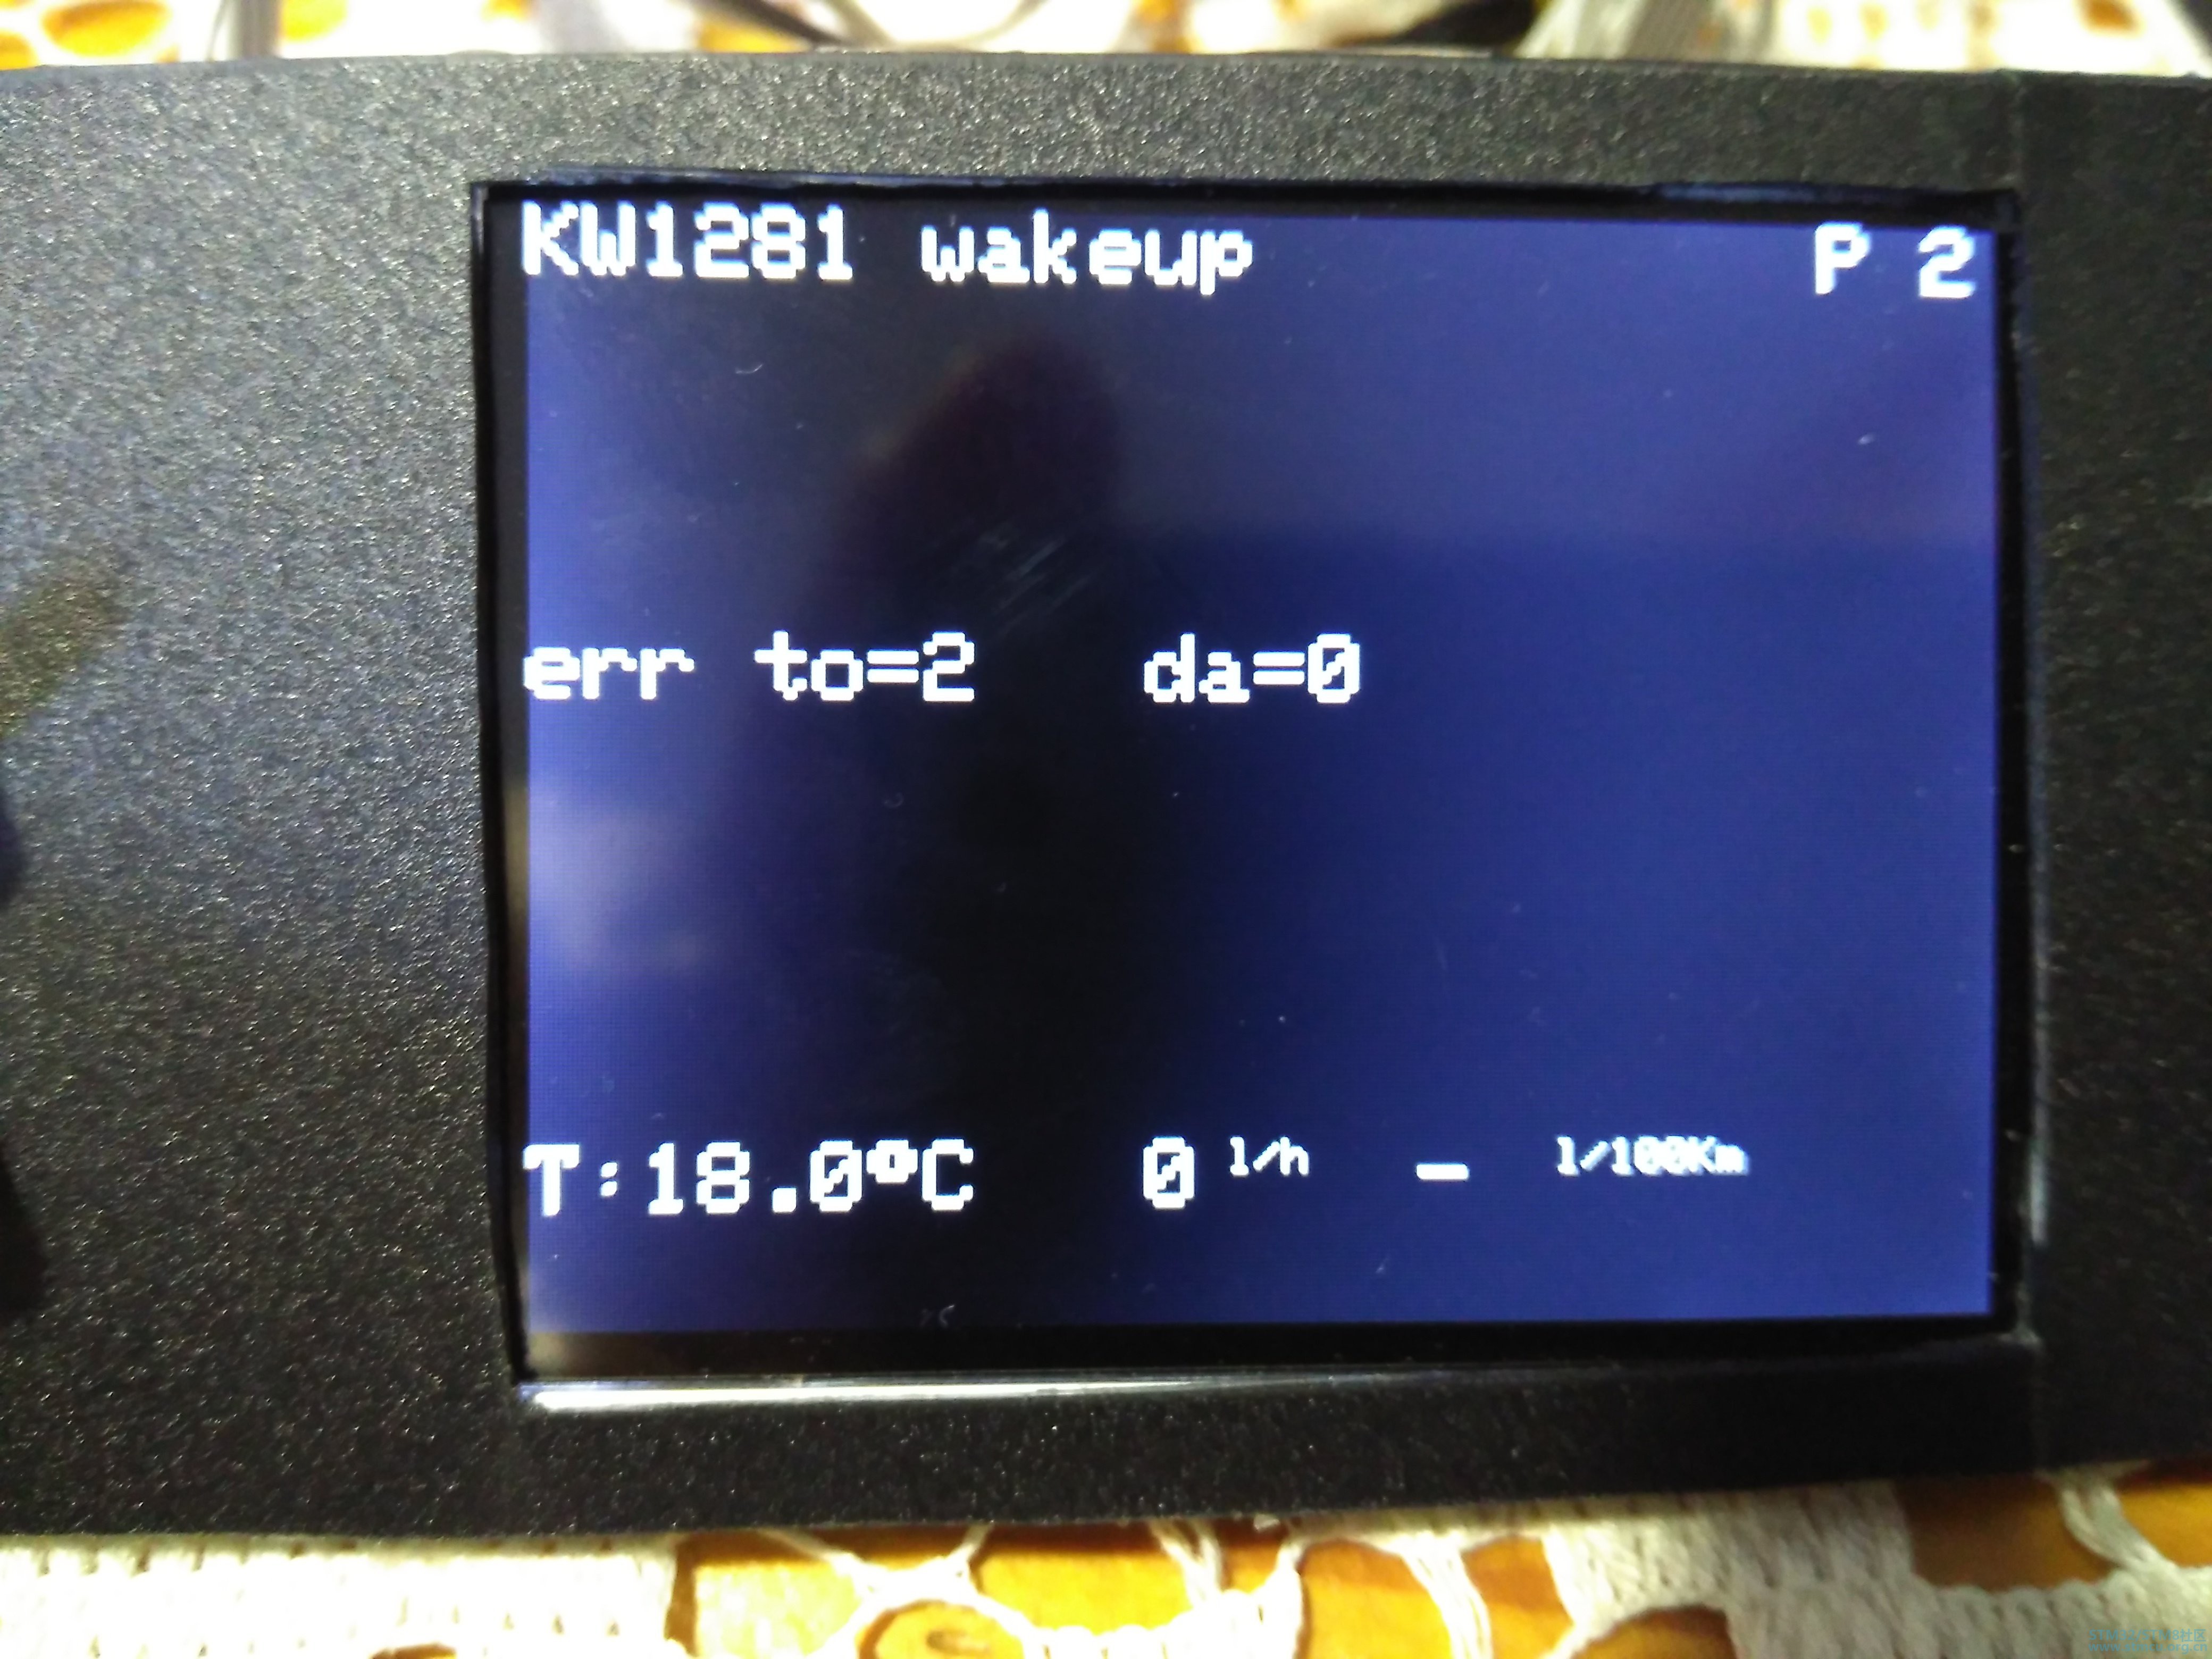 KW1281 wakeup P 2
err to=2 da=0
T:18.0°C 0 l/h - l/100Km